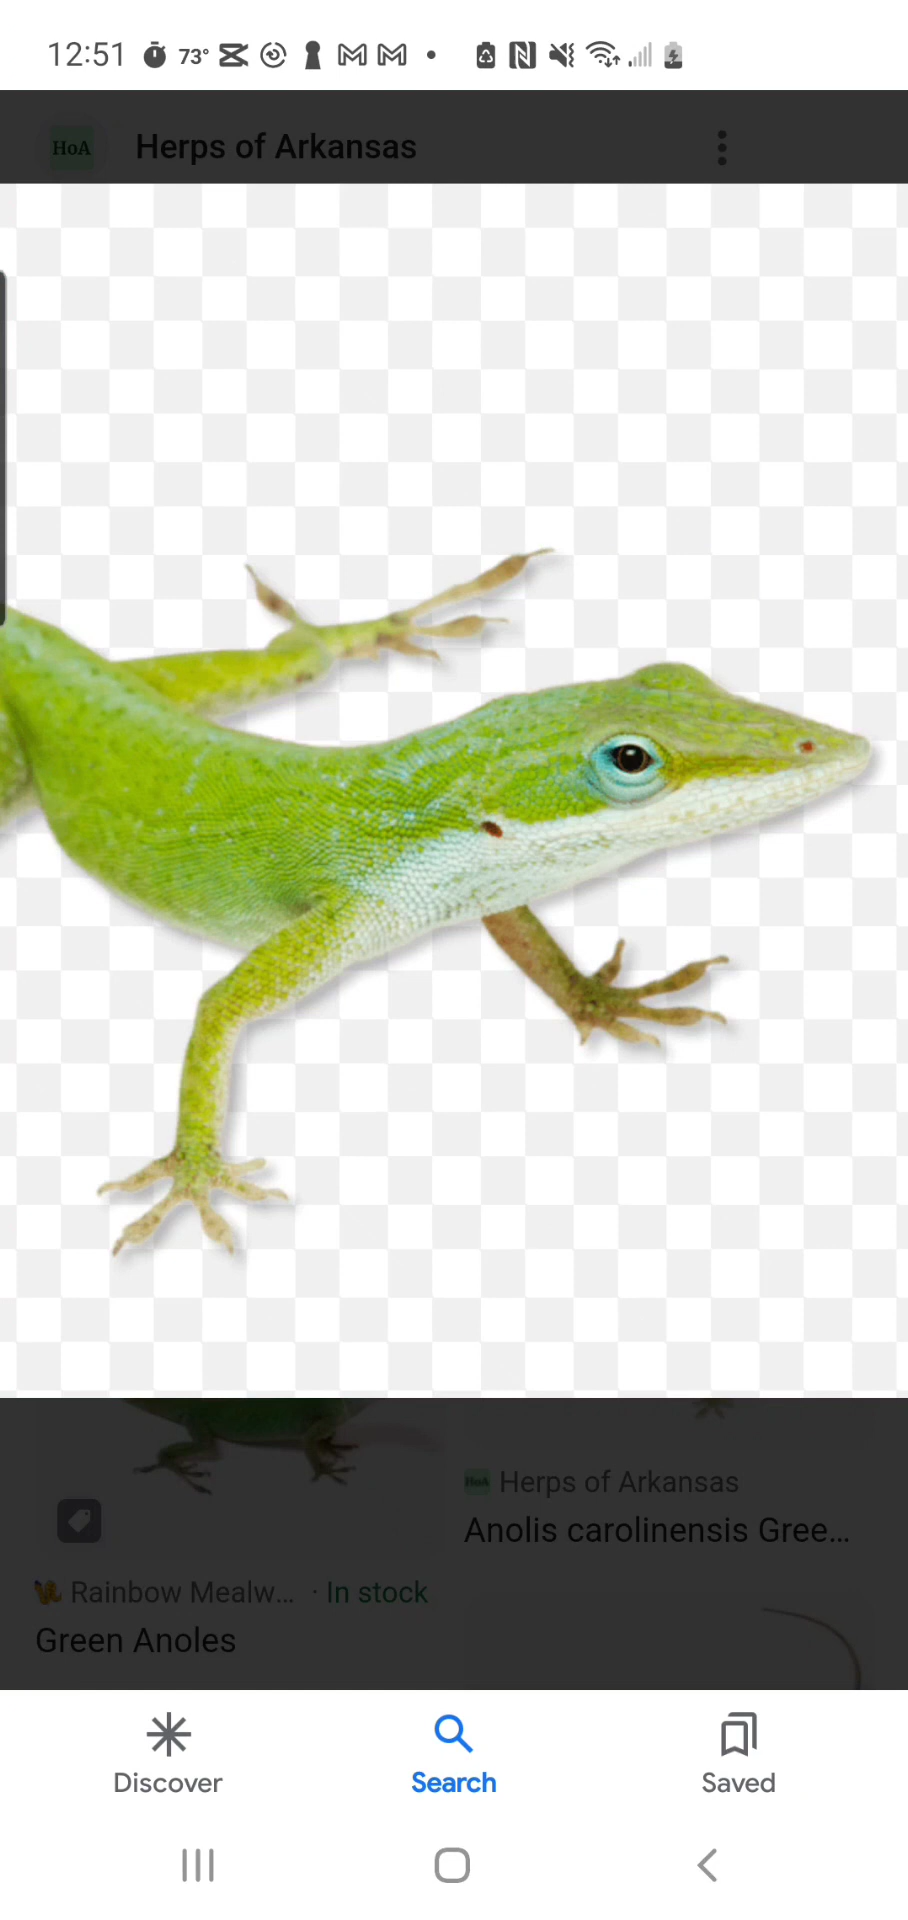 12:51 73°
HoA Herps of Arkansas
HoA Herps of Arkansas
Anolis carolinensis Gree...
Rainbow Mealw... · In stock
Green Anoles
Discover Search Saved